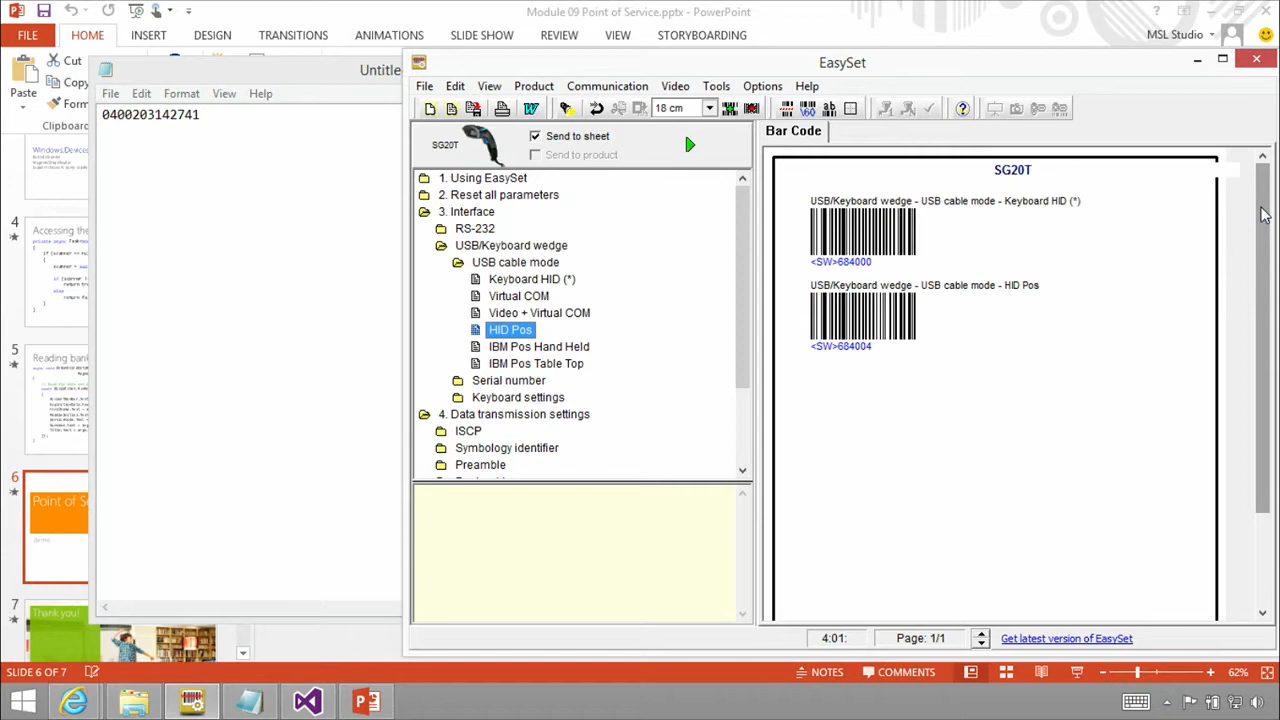 Module 09 Point of Service.pptx - PowerPoint
FILE
HOME
INSERT
DESIGN
TRANSITIONS
ANIMATIONS
SLIDE SHOW
REVIEW
VIEW
STORYBOARDING
MSL Studio
Paste
Cut
Copy
Form
Clipboard
Untitle
File Edit Format View Help
0400203142741
EasySet
File Edit View Product Communication Video Tools Options Help
18 cm
SG20T
Send to sheet
Send to product
1. Using EasySet
2. Reset all parameters
3. Interface
RS-232
USB/Keyboard wedge
USB cable mode
Keyboard HID (*)
Virtual COM
Video + Virtual COM
HID Pos
IBM Pos Hand Held
IBM Pos Table Top
Serial number
Keyboard settings
4. Data transmission settings
ISCP
Symbology identifier
Preamble
Bar Code
SG20T
USB/Keyboard wedge - USB cable mode - Keyboard HID (*)
<SW>684000
USB/Keyboard wedge - USB cable mode - HID Pos
<SW>684004
4:01:
Page: 1/1
Get latest version of EasySet
Windows.Devices
4
Accessing the
5
Reading bank
6
Point of S
demo
7
Thank you!
SLIDE 6 OF 7
NOTES
COMMENTS
62%